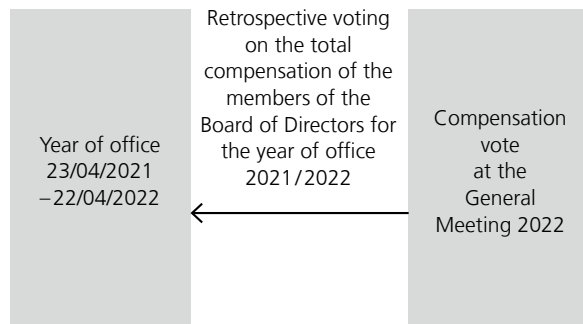 Year of office
23/04/2021
–22/04/2022
Retrospective voting
on the total
compensation of the
members of the
Board of Directors for
the year of office
2021/2022
Compensation
vote
at the
General
Meeting 2022